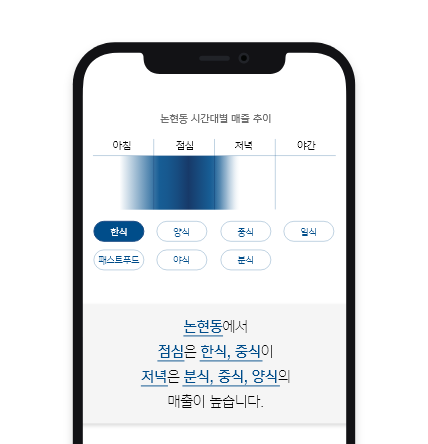 논현동 시간대별 매출 추이
아침 점심 저녁 야간
한식 양식 중식 일식
패스트푸드 야식 분식
논현동에서
점심은 한식, 중식이
저녁은 분식, 중식, 양식의
매출이 높습니다.